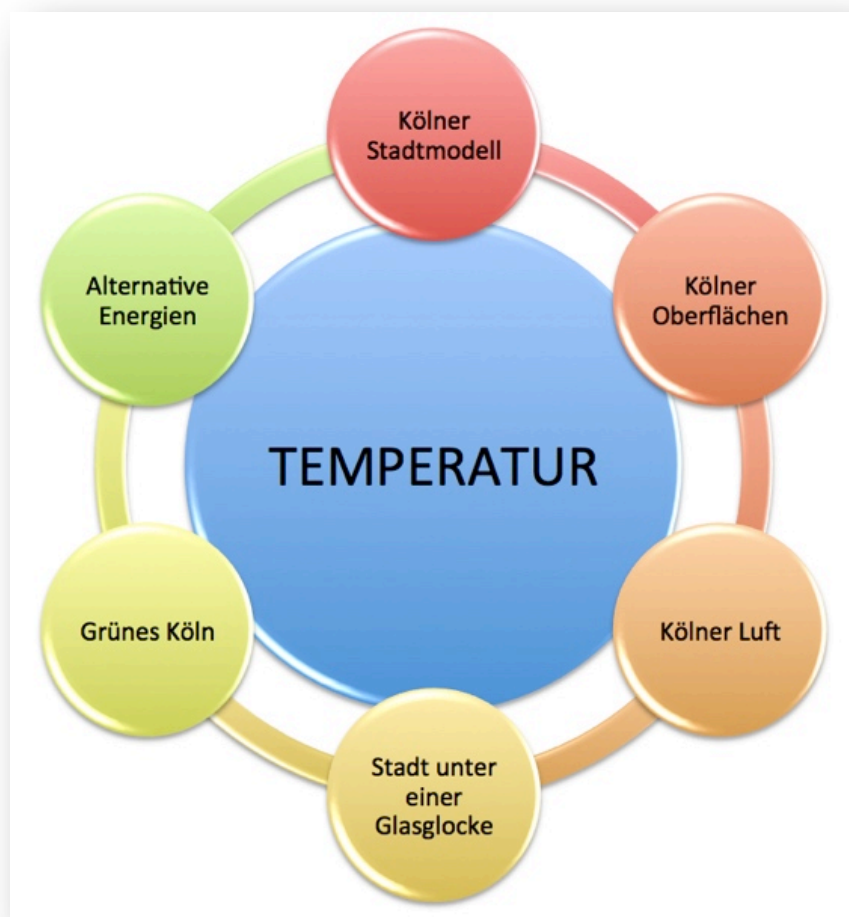 Kölner
Stadtmodell
Alternative
Energien
Kölner
Oberflächen
TEMPERATUR
Grünes Köln
Kölner Luft
Stadt unter
einer
Glasglocke